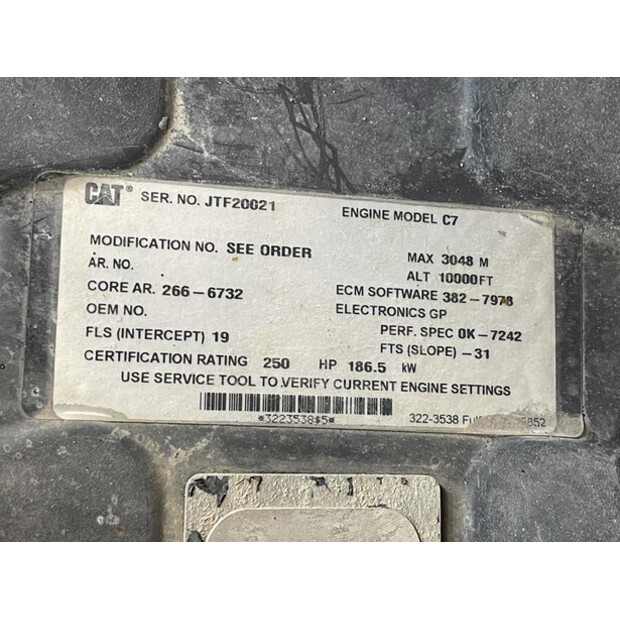 CAT® SER. NO. JTF20021 ENGINE MODEL C7
MODIFICATION NO. SEE ORDER MAX 3048 M
AR. NO. ALT 10000FT
CORE AR. 266-6732 ECM SOFTWARE 382-7978
OEM NO. ELECTRONICS GP
FLS (INTERCEPT) 19 PERF. SPEC 0K-7242
CERTIFICATION RATING 250 HP 186.5 kW FTS (SLOPE) -31
USE SERVICE TOOL TO VERIFY CURRENT ENGINE SETTINGS
*3223538$5* 322-3538